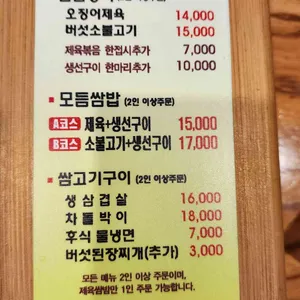 오징어제육 14,000
버섯소불고기 15,000
제육볶음 한접시추가 7,000
생선구이 한마리추가 10,000
▪ 모듬쌈밥 (2인 이상주문)
A코스 제육+생선구이 15,000
B코스 소불고기+생선구이 17,000
▪ 쌈고기구이 (2인 이상주문)
생삼겹살 16,000
차돌박이 18,000
후식 물냉면 7,000
버섯된장찌개(추가) 3,000
모든 메뉴 2인 이상 주문이며,
제육쌈밥만 1인 주문 가능합니다.